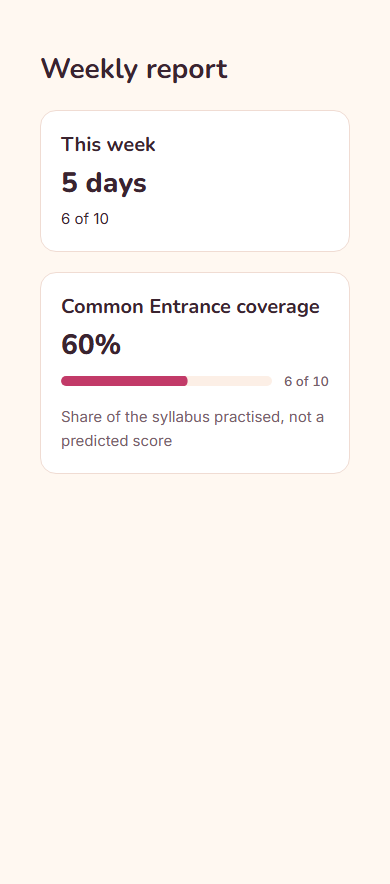 Weekly report
This week
5 days
6 of 10
Common Entrance coverage
60%
6 of 10
Share of the syllabus practised, not a
predicted score